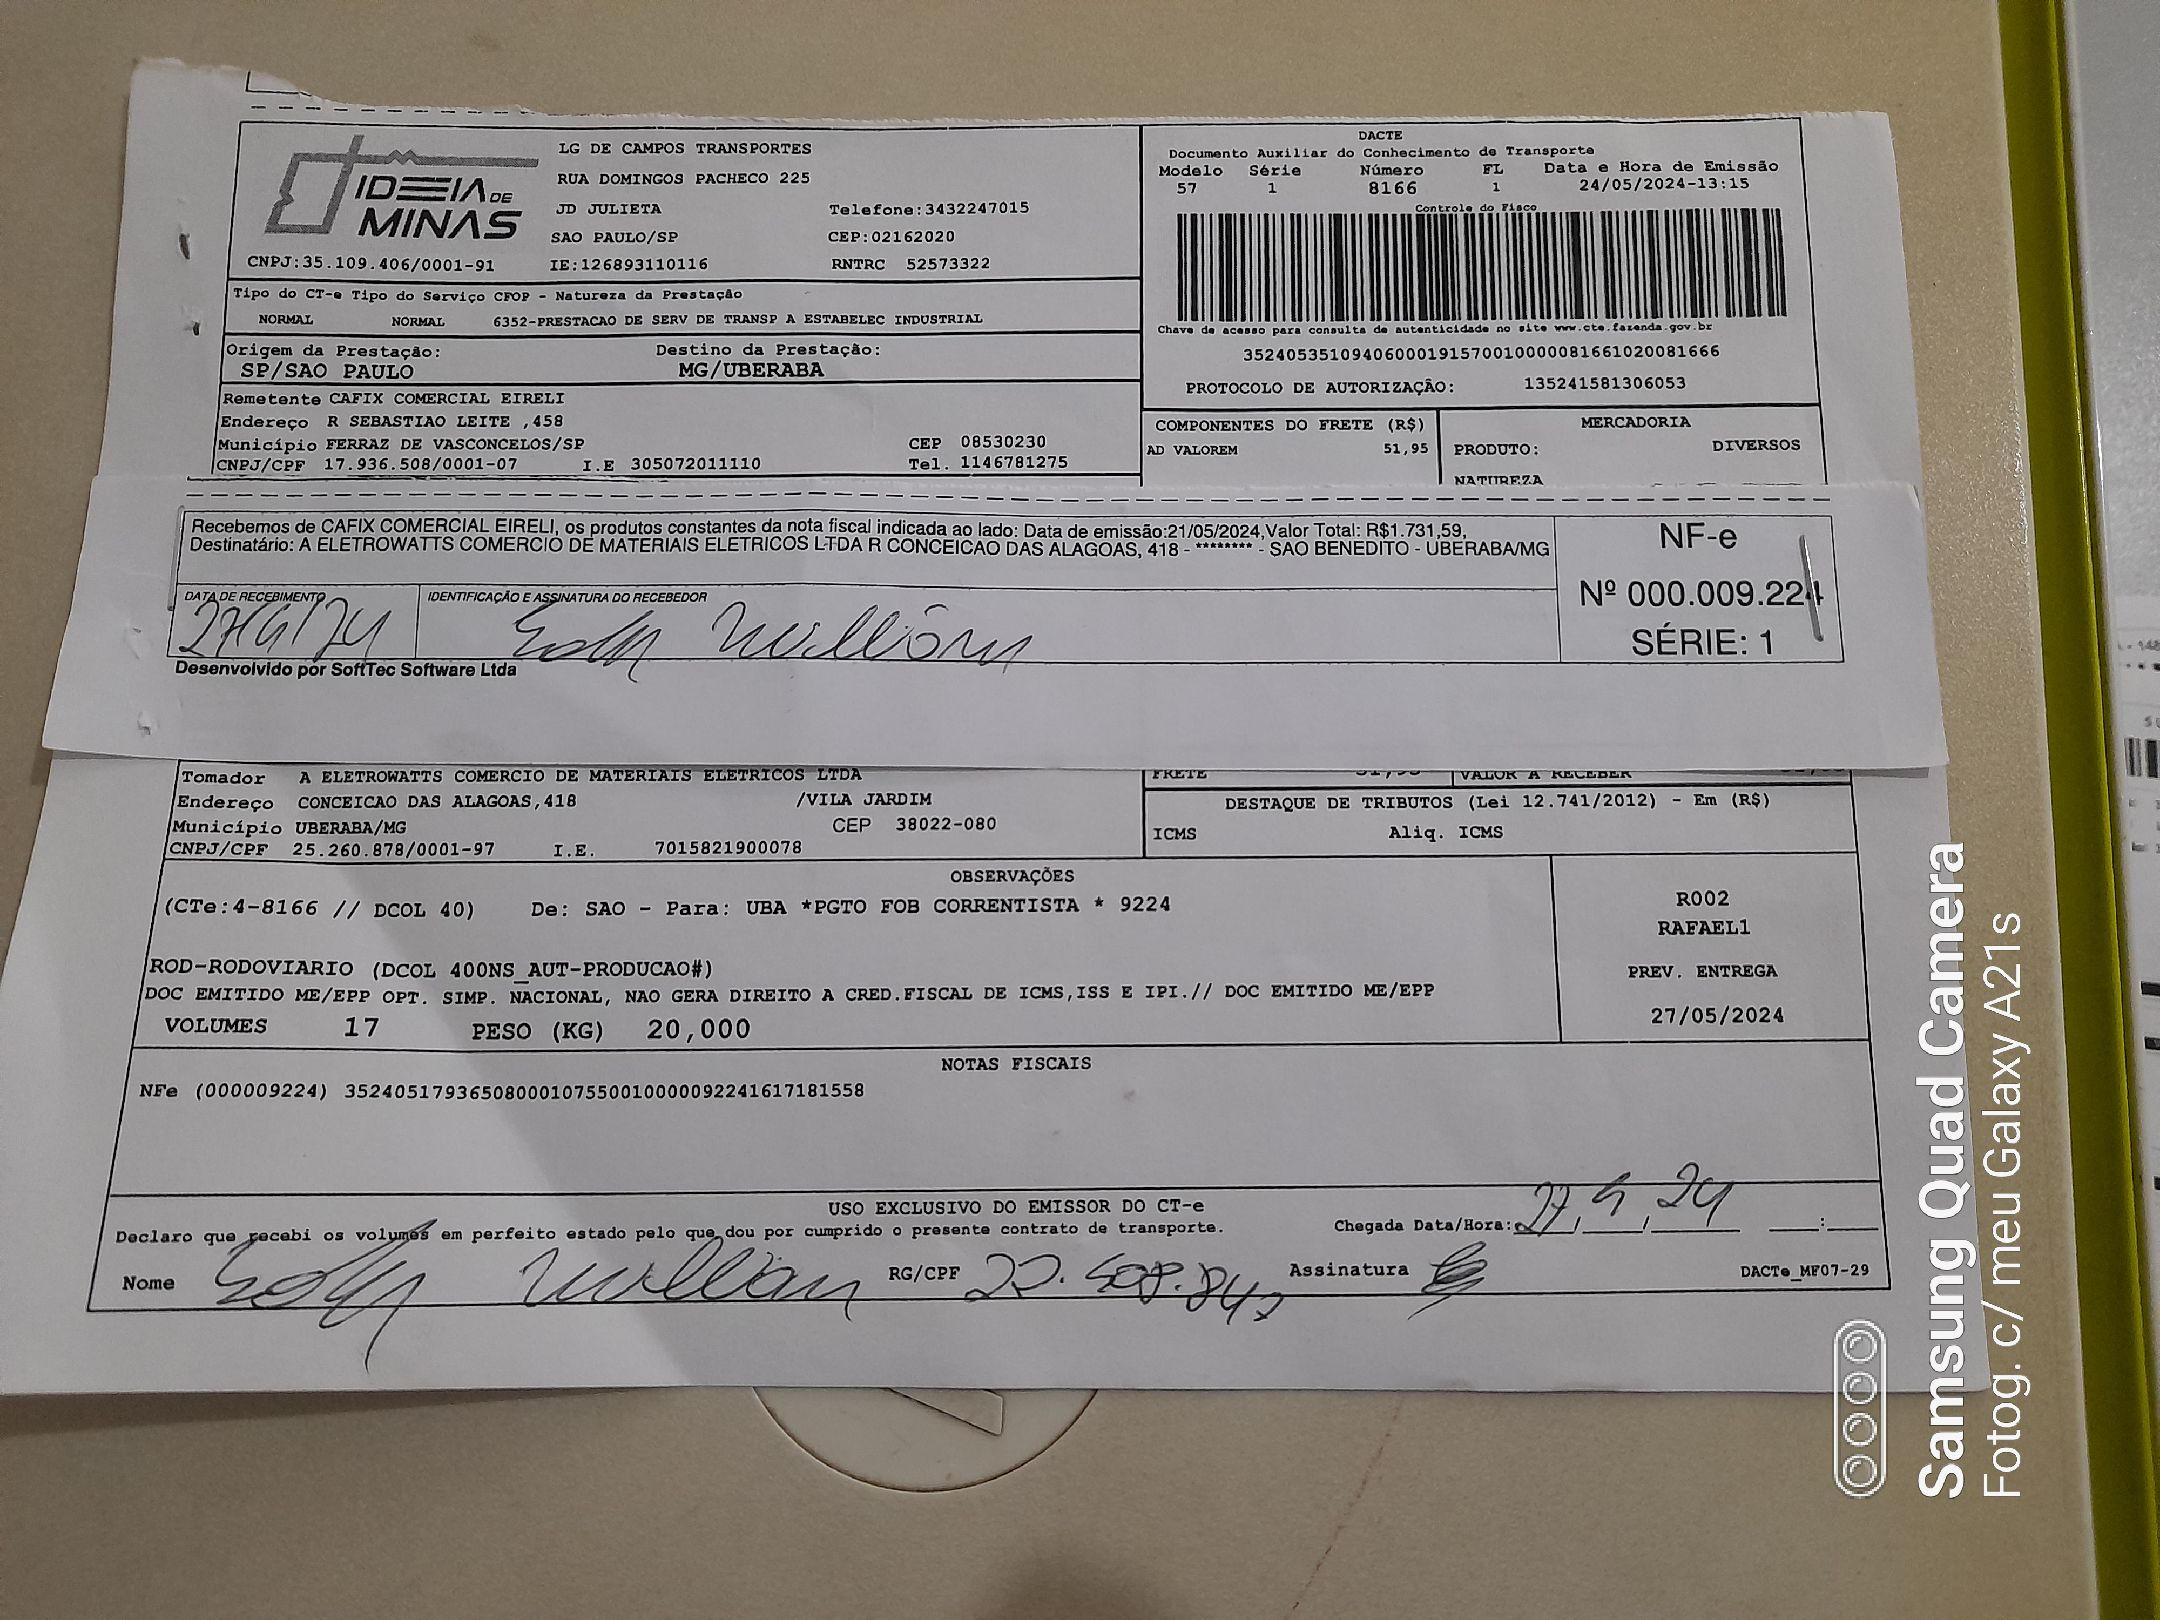 IDEIA DE MINAS
LG DE CAMPOS TRANSPORTES
RUA DOMINGOS PACHECO 225
JD JULIETA Telefone:3432247015
SAO PAULO/SP CEP:02162020
CNPJ:35.109.406/0001-91 IE:126893110116 RNTRC 52573322
DACTE
Documento Auxiliar do Conhecimento de Transporte
Modelo Série Número FL Data e Hora de Emissão
57 1 8166 1 24/05/2024-13:15
Controle do Fisco
Chave de acesso para consulta de autenticidade no site www.cte.fazenda.gov.br
35240535109406000191570010000081661020081666
PROTOCOLO DE AUTORIZAÇÃO: 135241581306053
Tipo do CT-e Tipo do Serviço CFOP - Natureza da Prestação
NORMAL NORMAL 6352-PRESTACAO DE SERV DE TRANSP A ESTABELEC INDUSTRIAL
Origem da Prestação: Destino da Prestação:
SP/SAO PAULO MG/UBERABA
Remetente CAFIX COMERCIAL EIRELI
Endereço R SEBASTIAO LEITE ,458
Município FERRAZ DE VASCONCELOS/SP CEP 08530230
CNPJ/CPF 17.936.508/0001-07 I.E 305072011110 Tel. 1146781275
COMPONENTES DO FRETE (R$)
AD VALOREM 51,95
MERCADORIA
PRODUTO: DIVERSOS
NATUREZA
Recebemos de CAFIX COMERCIAL EIRELI, os produtos constantes da nota fiscal indicada ao lado: Data de emissão:21/05/2024,Valor Total: R$1.731,59,
Destinatário: A ELETROWATTS COMERCIO DE MATERIAIS ELETRICOS LTDA R CONCEICAO DAS ALAGOAS, 418 - ******** - SAO BENEDITO - UBERABA/MG
NF-e
Nº 000.009.224
SÉRIE: 1
DATA DE RECEBIMENTO IDENTIFICAÇÃO E ASSINATURA DO RECEBEDOR
Desenvolvido por SoftTec Software Ltda
Tomador A ELETROWATTS COMERCIO DE MATERIAIS ELETRICOS LTDA
Endereço CONCEICAO DAS ALAGOAS,418 /VILA JARDIM
Município UBERABA/MG CEP 38022-080
CNPJ/CPF 25.260.878/0001-97 I.E. 7015821900078
FRETE 51,95 VALOR A RECEBER
DESTAQUE DE TRIBUTOS (Lei 12.741/2012) - Em (R$)
ICMS Aliq. ICMS
OBSERVAÇÕES
(CTe:4-8166 // DCOL 40) De: SAO - Para: UBA *PGTO FOB CORRENTISTA * 9224
ROD-RODOVIARIO (DCOL 400NS_AUT-PRODUCAO#)
DOC EMITIDO ME/EPP OPT. SIMP. NACIONAL, NAO GERA DIREITO A CRED.FISCAL DE ICMS,ISS E IPI.// DOC EMITIDO ME/EPP
VOLUMES 17 PESO (KG) 20,000
R002
RAFAEL1
PREV. ENTREGA
27/05/2024
NOTAS FISCAIS
NFe (000009224) 35240517936508000107550010000092241617181558
USO EXCLUSIVO DO EMISSOR DO CT-e
Declaro que recebi os volumes em perfeito estado pelo que dou por cumprido o presente contrato de transporte. Chegada Data/Hora:
Nome RG/CPF Assinatura DACTe_MF07-29
Samsung Quad Camera
Fotog. c/ meu Galaxy A21s